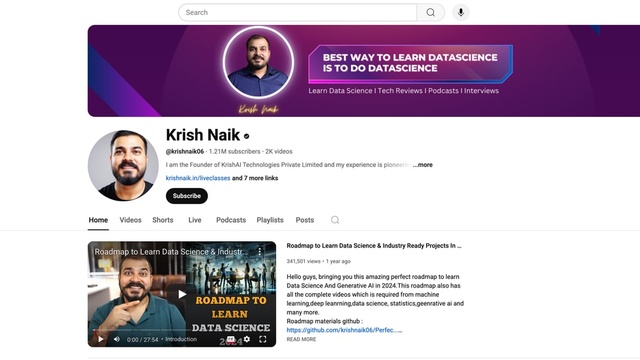 Search
BEST WAY TO LEARN DATASCIENCE
IS TO DO DATASCIENCE
Learn Data Science I Tech Reviews I Podcasts I Interviews
Krish Naik
Krish Naik
@krishnaik06 · 1.21M subscribers · 2K videos
I am the Founder of KrishAI Technologies Private Limited and my experience is pioneering ...more
krishnaik.in/liveclasses and 7 more links
Subscribe
Home Videos Shorts Live Podcasts Playlists Posts
Roadmap to Learn Data Science & Industr...
ROADMAP TO
LEARN
DATA SCIENCE
2024
0:00 / 27:54 · Introduction
Roadmap to Learn Data Science & Industry Ready Projects In ...
341,501 views • 1 year ago
Hello guys, bringing you this amazing perfect roadmap to learn
Data Science And Generative AI in 2024.This roadmap also has
all the complete videos which is required from machine
learning,deep leanrning,data science, statistics,geenrative ai and
many more.
Roadmap materials github :
https://github.com/krishnaik06/Perfec...
READ MORE